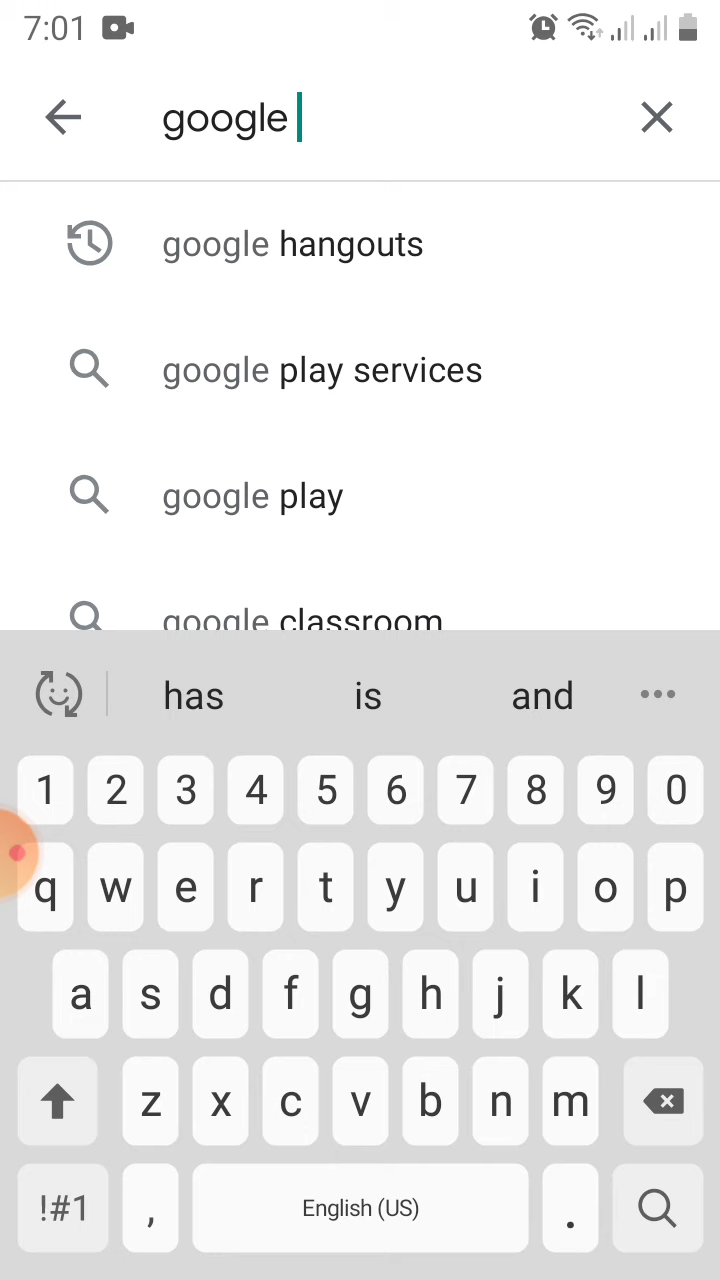 7:01
google
google hangouts
google play services
google play
google classroom
has is and
1 2 3 4 5 6 7 8 9 0
q w e r t y u i o p
a s d f g h j k l
z x c v b n m
!#1 , English (US) .